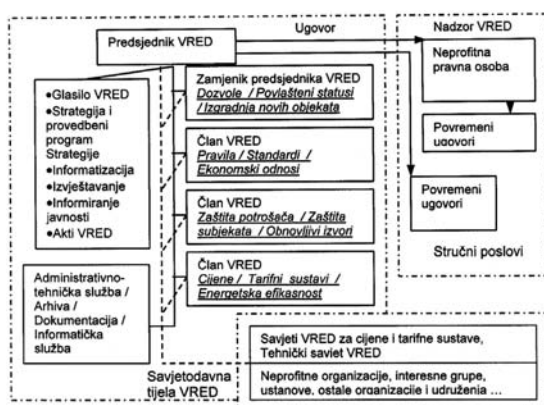 Ugovor
Predsjednik VRED
•Glasilo VRED
•Strategija i
provedbeni
program
Strategije
•Informatizacija
•Izvještavanje
•Informiranje
javnosti
•Akti VRED
Administrativno-
tehnička služba /
Arhiva /
Dokumentacija /
Informatička
služba
Zamjenik predsjednika VRED
Dozvole / Povlašteni statusi
/ Izgradnja novih objekata
Član VRED
Pravila / Standardi /
Ekonomski odnosi
Član VRED
Zaštita potrošača / Zaštita
subjekata / Obnovljivi izvori
Član VRED
Cijene / Tarifni sustavi /
Energetska efikasnost
Nadzor VRED
Neprofitna
pravna osoba
Povremeni
ugovori
Povremeni
ugovori
Stručni poslovi
Savjetodavna
tijela VRED
Savjeti VRED za cijene i tarifne sustave,
Tehnički savjet VRED
Neprofitne organizacije, interesne grupe,
ustanove, ostale organizacije i udruženja ...